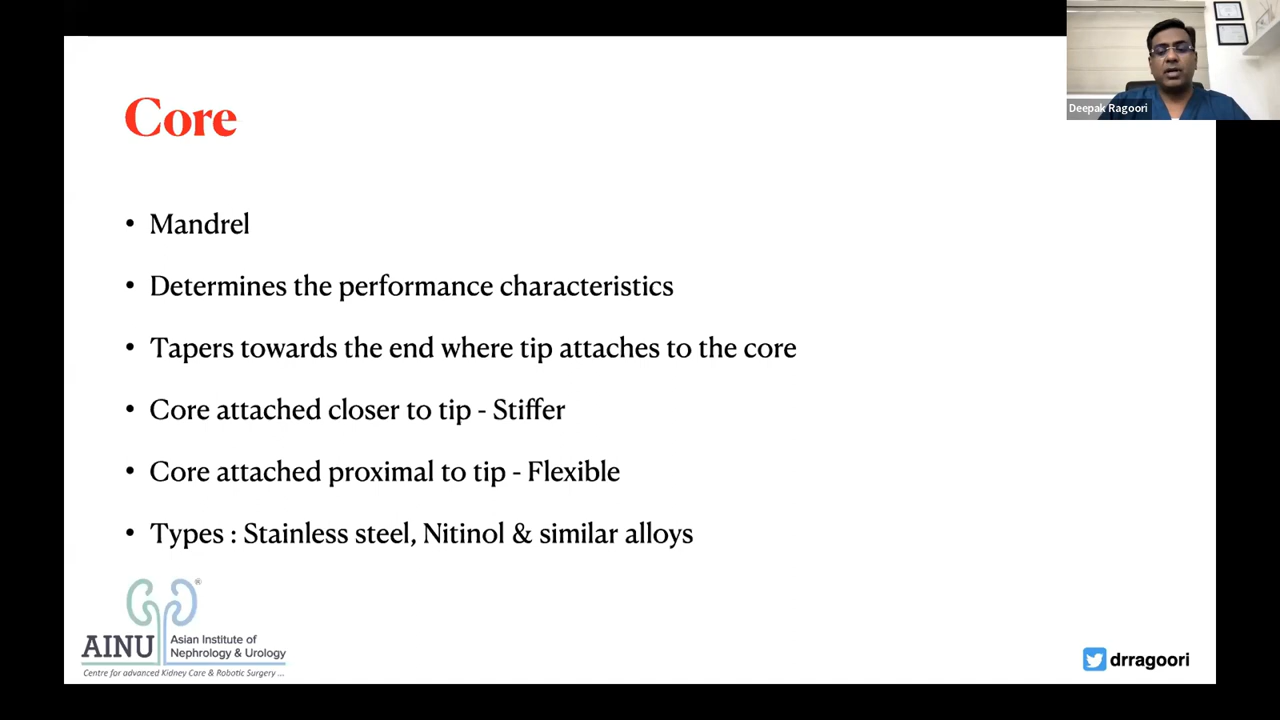 Deepak Ragoori
Core
• Mandrel
• Determines the performance characteristics
• Tapers towards the end where tip attaches to the core
• Core attached closer to tip - Stiffer
• Core attached proximal to tip - Flexible
• Types : Stainless steel, Nitinol & similar alloys
®
AINU
Asian Institute of
Nephrology & Urology
Centre for advanced Kidney Care & Robotic Surgery ...
drragoori